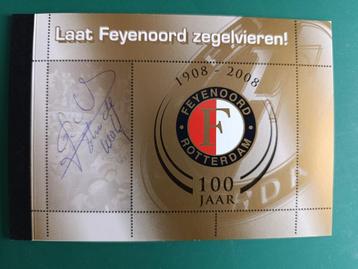 Laat Feyenoord zegelvieren!
1908 - 2008
FEYENOORD
F
ROTTERDAM
100
JAAR